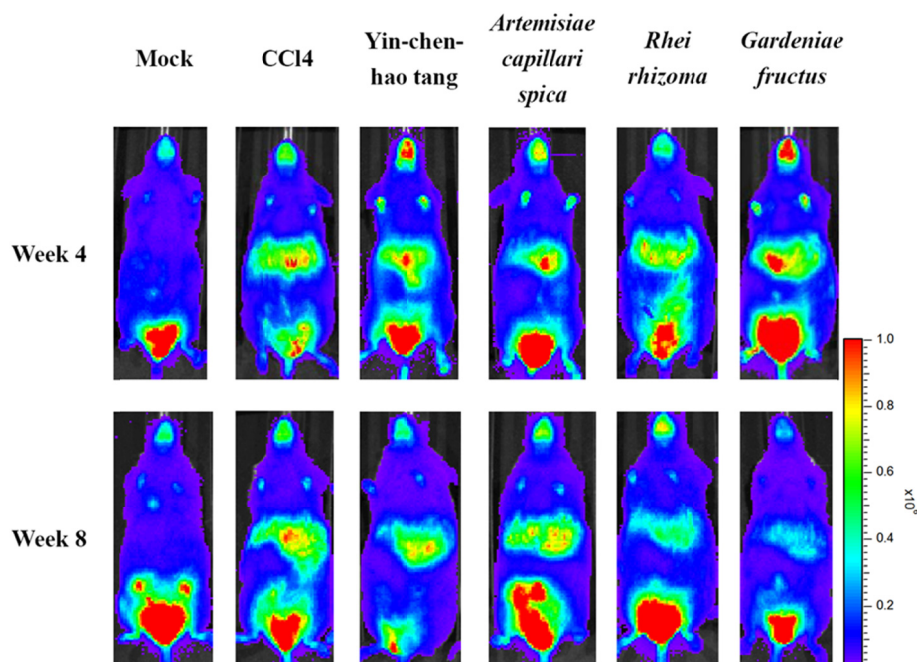 Mock
CCl4
Yin-chen-
hao tang
Artemisiae
capillari
spica
Rhei
rhizoma
Gardeniae
fructus
Week 4
Week 8
1.0
0.8
0.6
0.4
0.2